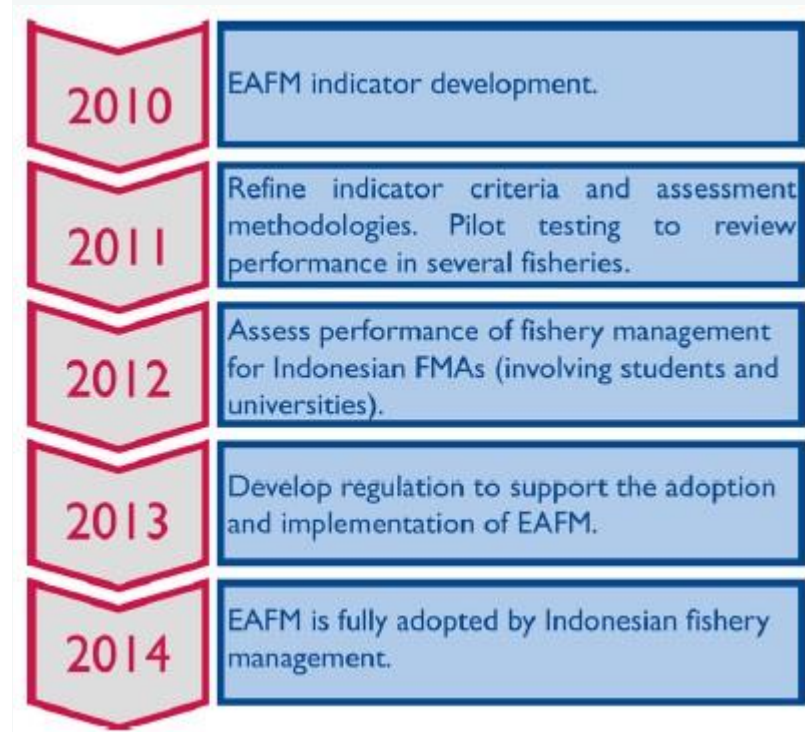 2010
EAFM indicator development.
2011
Refine indicator criteria and assessment
methodologies. Pilot testing to review
performance in several fisheries.
2012
Assess performance of fishery management
for Indonesian FMAs (involving students and
universities).
2013
Develop regulation to support the adoption
and implementation of EAFM.
2014
EAFM is fully adopted by Indonesian fishery
management.